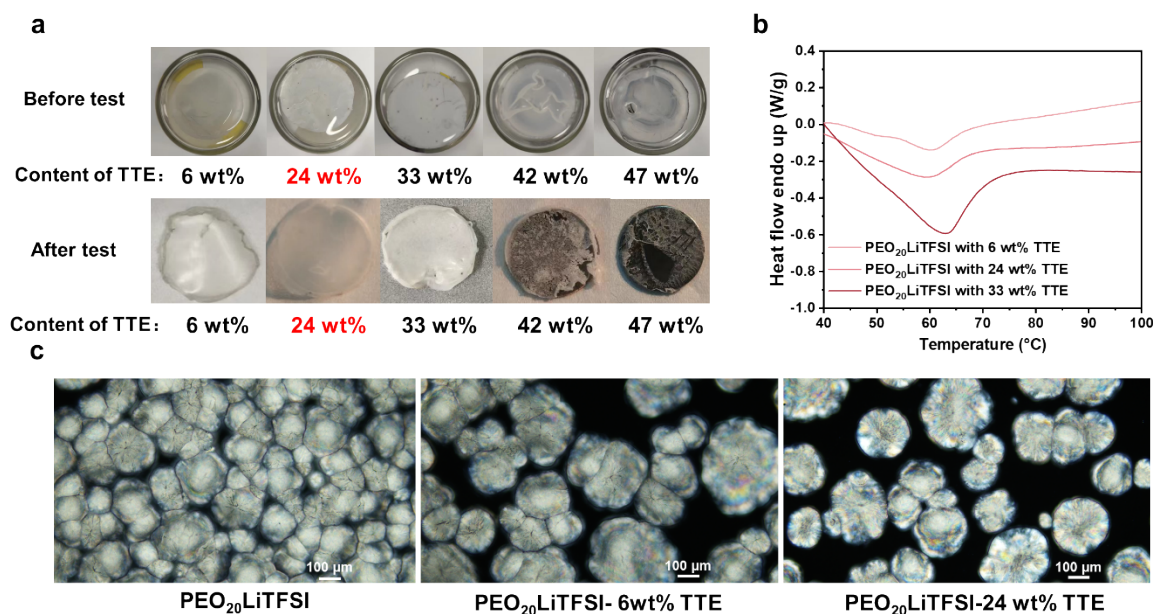 a
Before test
Content of TTE: 6 wt% 24 wt% 33 wt% 42 wt% 47 wt%
After test
Content of TTE: 6 wt% 24 wt% 33 wt% 42 wt% 47 wt%
b
Heat flow endo up (W/g)
0.4
0.2
0.0
-0.2
-0.4
-0.6
-0.8
-1.0
PEO₂₀LiTFSI with 6 wt% TTE
PEO₂₀LiTFSI with 24 wt% TTE
PEO₂₀LiTFSI with 33 wt% TTE
40 50 60 70 80 90 100
Temperature (°C)
c
100 µm
100 µm
100 µm
PEO₂₀LiTFSI
PEO₂₀LiTFSI- 6wt% TTE
PEO₂₀LiTFSI-24 wt% TTE